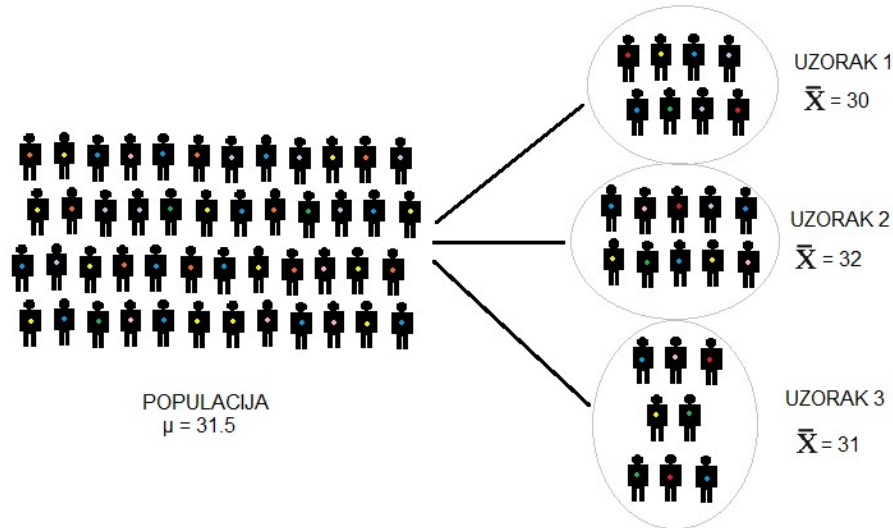 UZORAK 1
X̄ = 30
UZORAK 2
X̄ = 32
POPULACIJA
μ = 31.5
UZORAK 3
X̄ = 31